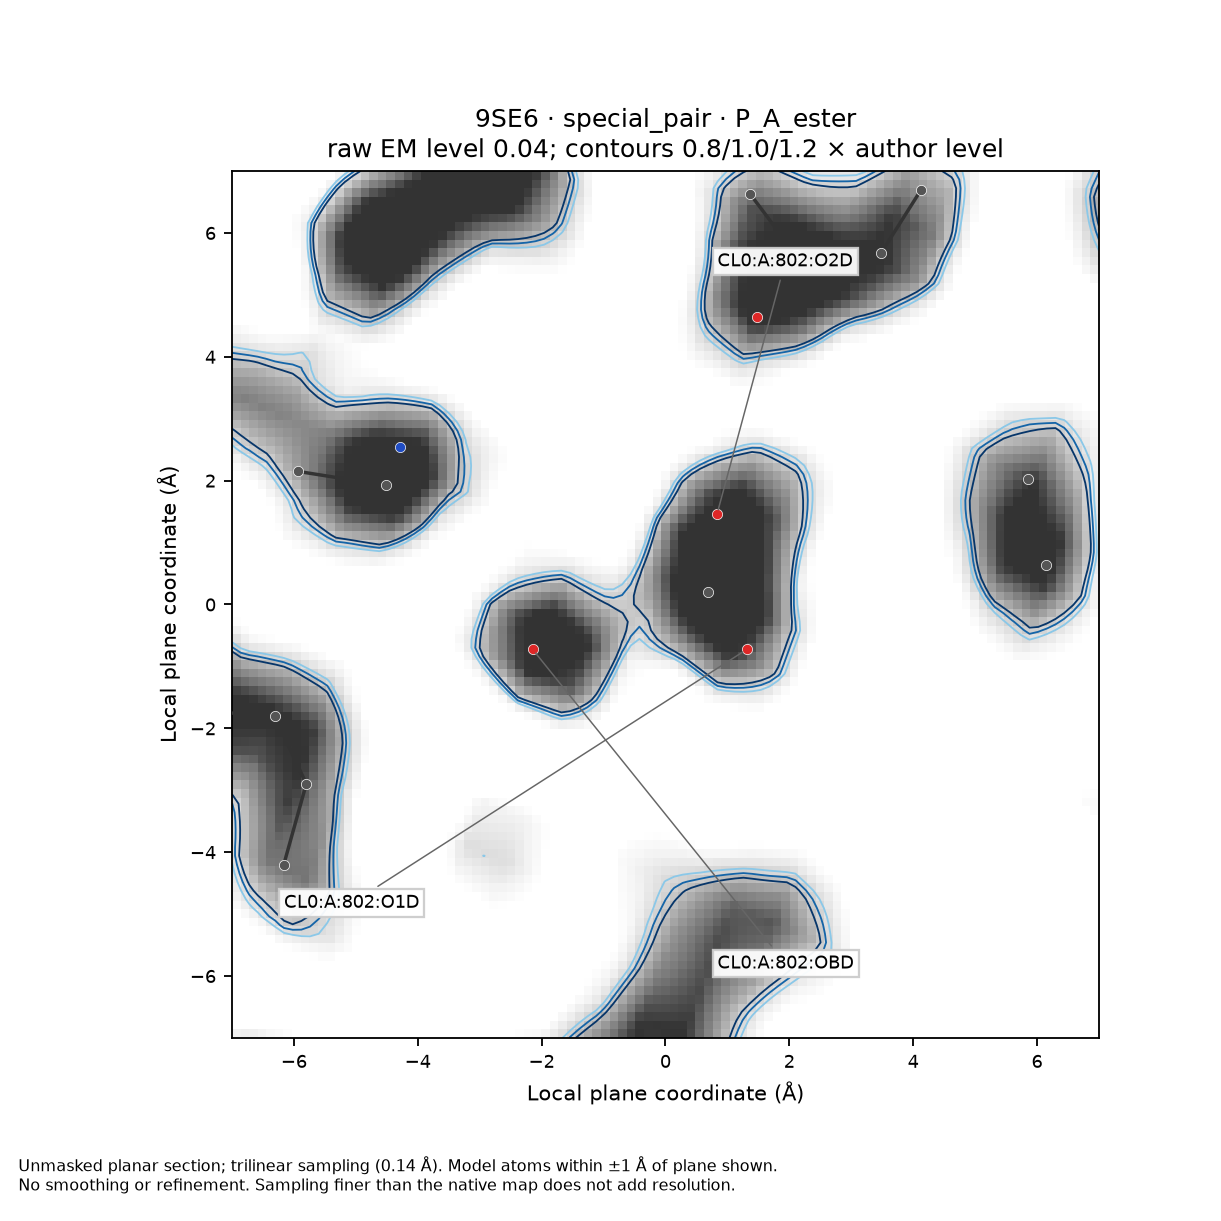 9SE6 · special_pair · P_A_ester
raw EM level 0.04; contours 0.8/1.0/1.2 × author level
Local plane coordinate (Å)
6
4
2
0
−2
−4
−6
CL0:A:802:O2D
CL0:A:802:O1D
CL0:A:802:OBD
−6 −4 −2 0 2 4 6
Local plane coordinate (Å)
Unmasked planar section; trilinear sampling (0.14 Å). Model atoms within ±1 Å of plane shown.
No smoothing or refinement. Sampling finer than the native map does not add resolution.